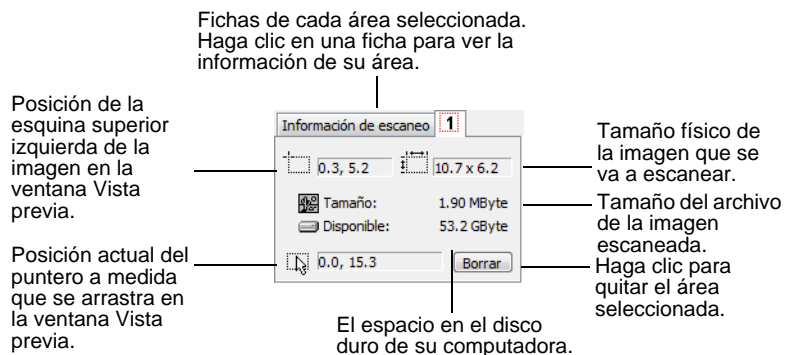 Fichas de cada área seleccionada.
Haga clic en una ficha para ver la
información de su área.
Posición de la
esquina superior
izquierda de la
imagen en la
ventana Vista
previa.
Posición actual del
puntero a medida
que se arrastra en
la ventana Vista
previa.
Información de escaneo 1
0.3, 5.2 10.7 x 6.2
Tamaño: 1.90 MByte
Disponible: 53.2 GByte
0.0, 15.3 Borrar
Tamaño físico de
la imagen que se
va a escanear.
Tamaño del archivo
de la imagen
escaneada.
Haga clic para
quitar el área
seleccionada.
El espacio en el disco
duro de su computadora.